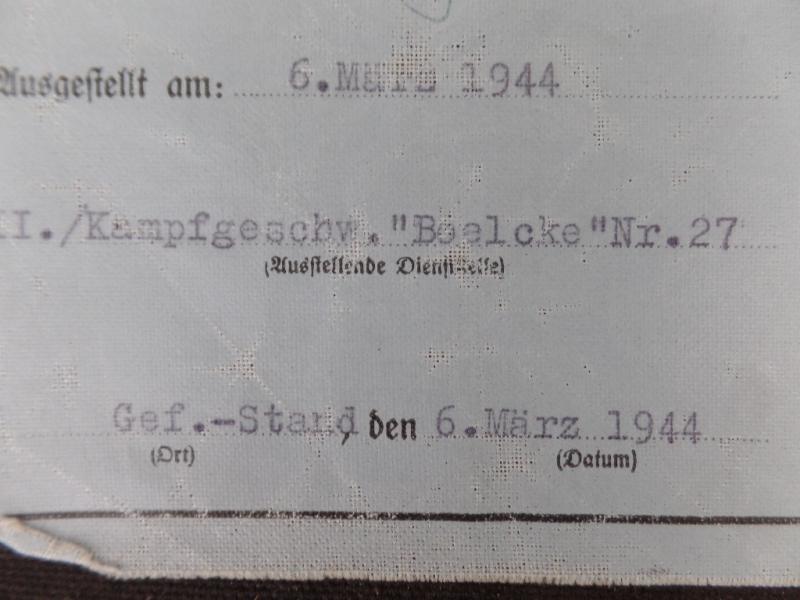 Ausgestellt am: 6.März 1944
II./Kampfgeschw."Boelcke"Nr.27
(Ausstellende Dienststelle)
Gef.-Stand, den 6.März 1944
(Ort) (Datum)